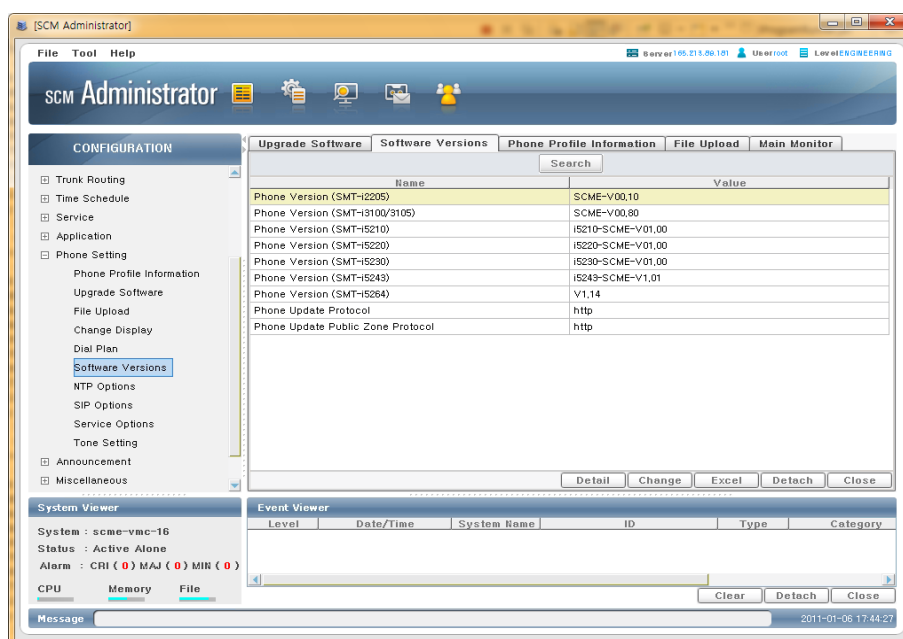 [SCM Administrator]
File Tool Help
Server 165.213.89.181 User root Level ENGINEERING
SCM Administrator
CONFIGURATION
Trunk Routing
Time Schedule
Service
Application
Phone Setting
Phone Profile Information
Upgrade Software
File Upload
Change Display
Dial Plan
Software Versions
NTP Options
SIP Options
Service Options
Tone Setting
Announcement
Miscellaneous
Upgrade Software Software Versions Phone Profile Information File Upload Main Monitor
Search
Name Value
Phone Version (SMT-i2205) SCME-V00,10
Phone Version (SMT-i3100/3105) SCME-V00,80
Phone Version (SMT-i5210) i5210-SCME-V01,00
Phone Version (SMT-i5220) i5220-SCME-V01,00
Phone Version (SMT-i5230) i5230-SCME-V01,00
Phone Version (SMT-i5243) i5243-SCME-V1,01
Phone Version (SMT-i5264) V1,14
Phone Update Protocol http
Phone Update Public Zone Protocol http
Detail Change Excel Detach Close
System Viewer
System : scme-vmc-16
Status : Active Alone
Alarm : CRI ( 0 ) MAJ ( 0 ) MIN ( 0 )
CPU Memory File
Event Viewer
Level Date/Time System Name ID Type Category
Clear Detach Close
Message 2011-01-06 17:44:27